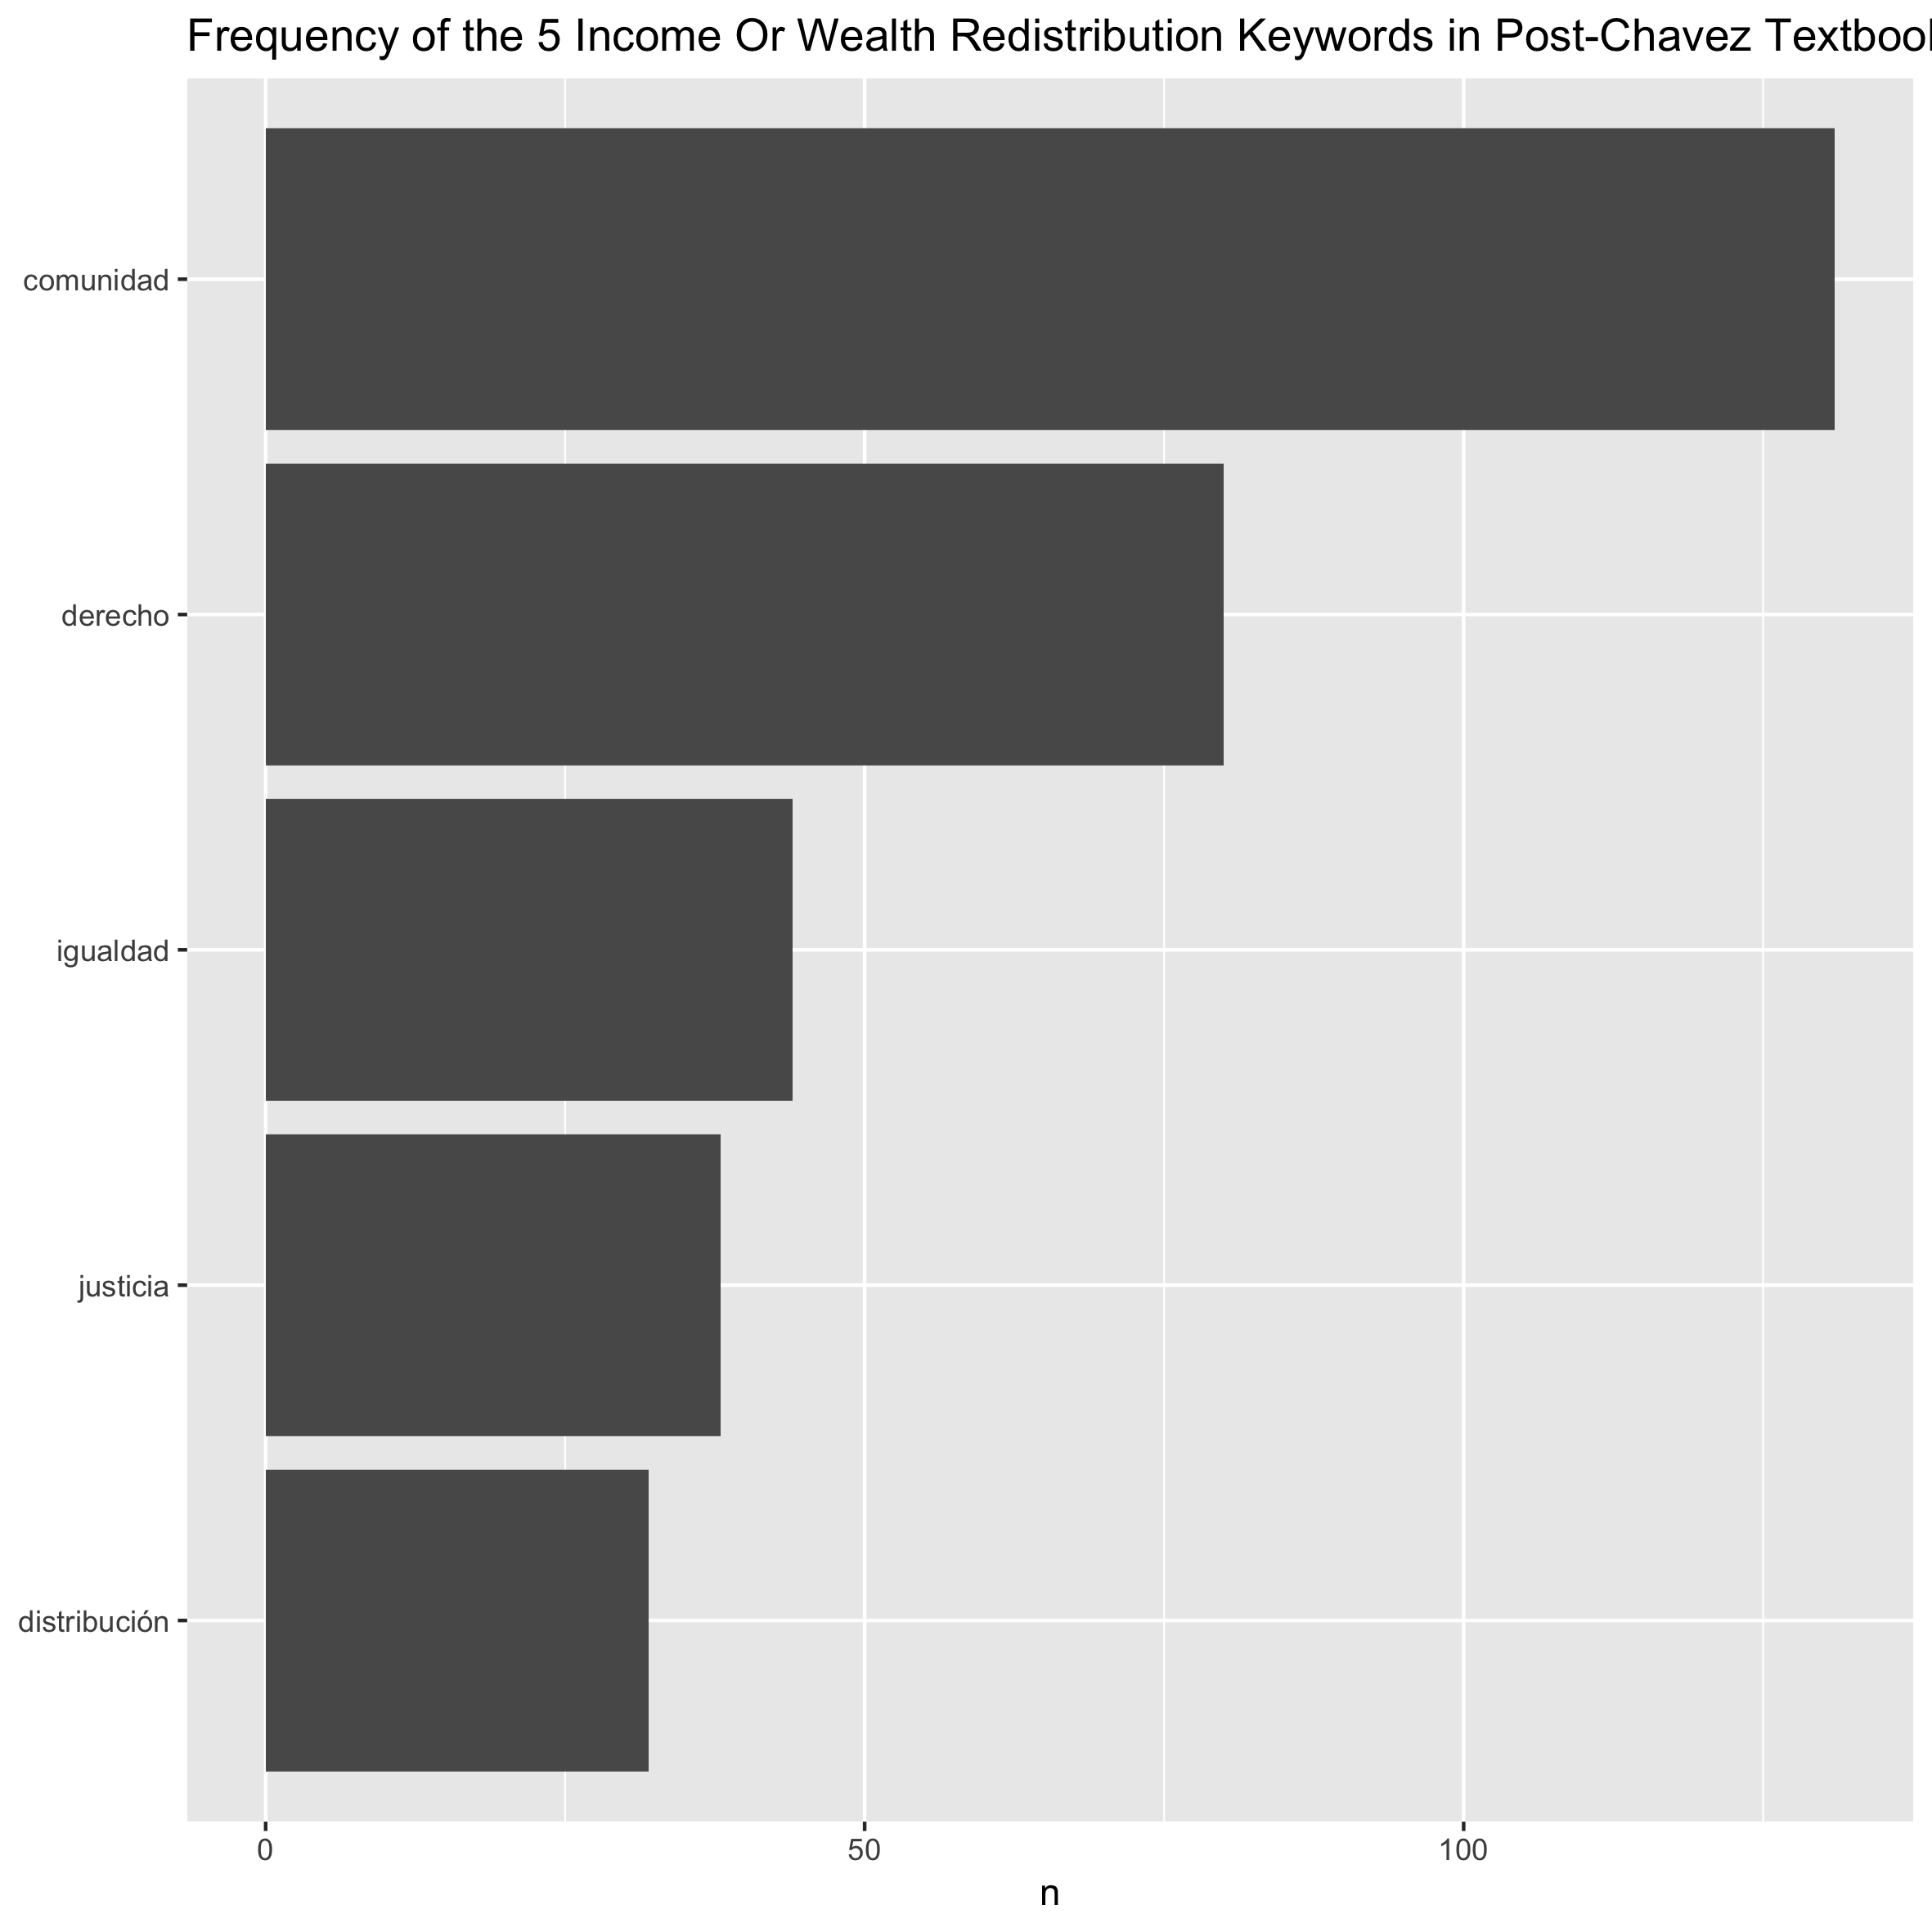 Frequency of the 5 Income Or Wealth Redistribution Keywords in Post-Chavez
comunidad
derecho
igualdad
justicia
distribución
0 50 100
n